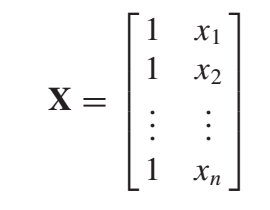 1 x₁
1 x₂
X =
⋮ ⋮
1 xₙ